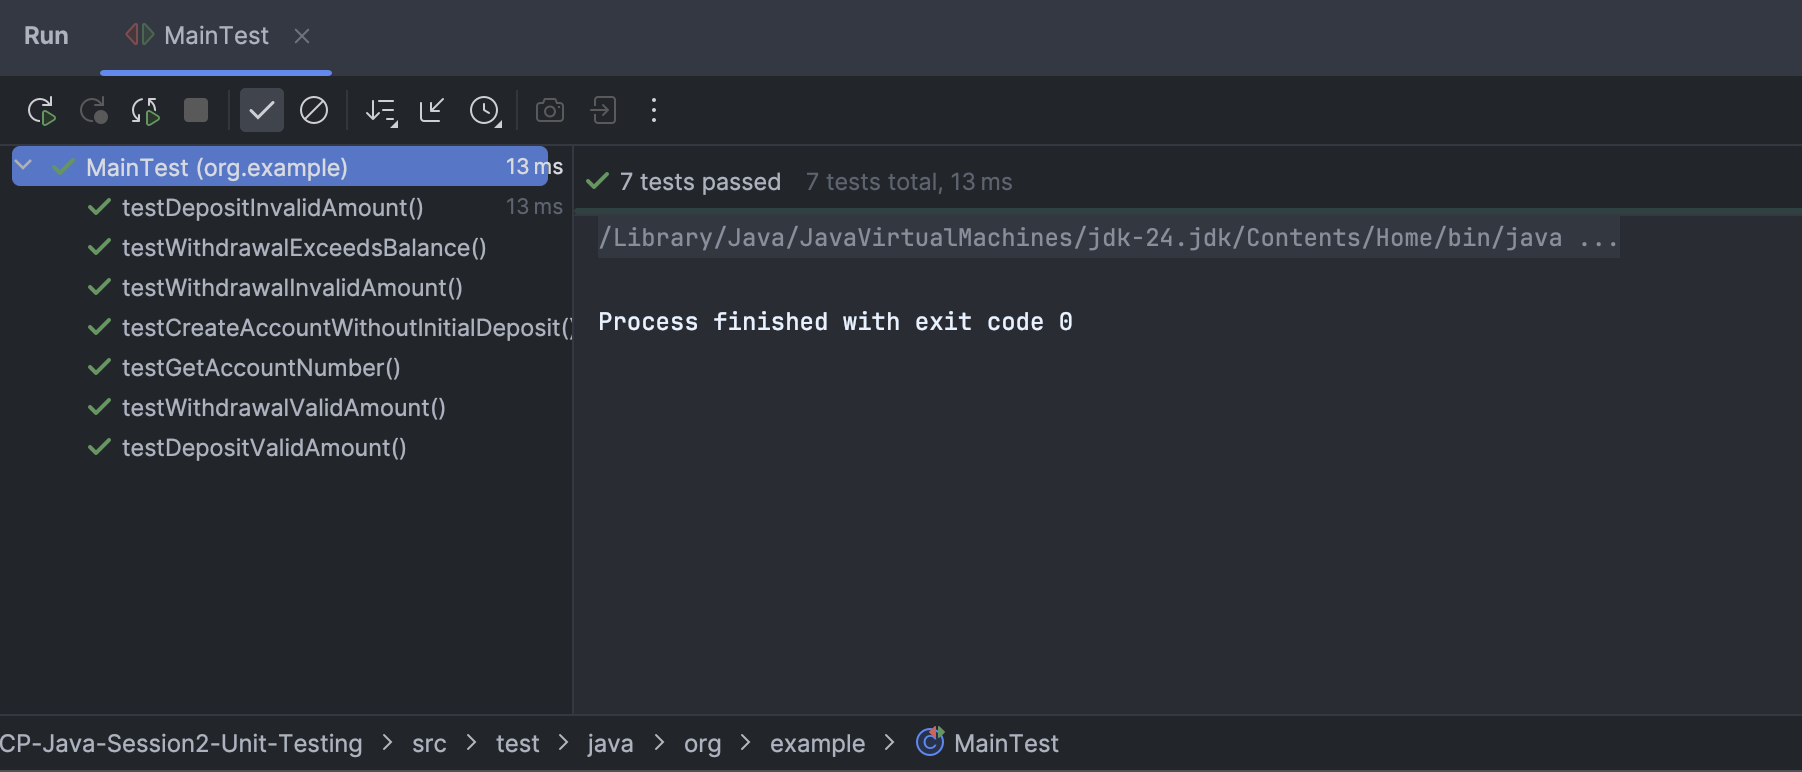 Run MainTest
MainTest (org.example) 13 ms
testDepositInvalidAmount() 13 ms
testWithdrawalExceedsBalance()
testWithdrawalInvalidAmount()
testCreateAccountWithoutInitialDeposit()
testGetAccountNumber()
testWithdrawalValidAmount()
testDepositValidAmount()
7 tests passed 7 tests total, 13 ms
/Library/Java/JavaVirtualMachines/jdk-24.jdk/Contents/Home/bin/java ...
Process finished with exit code 0
CP-Java-Session2-Unit-Testing > src > test > java > org > example > MainTest